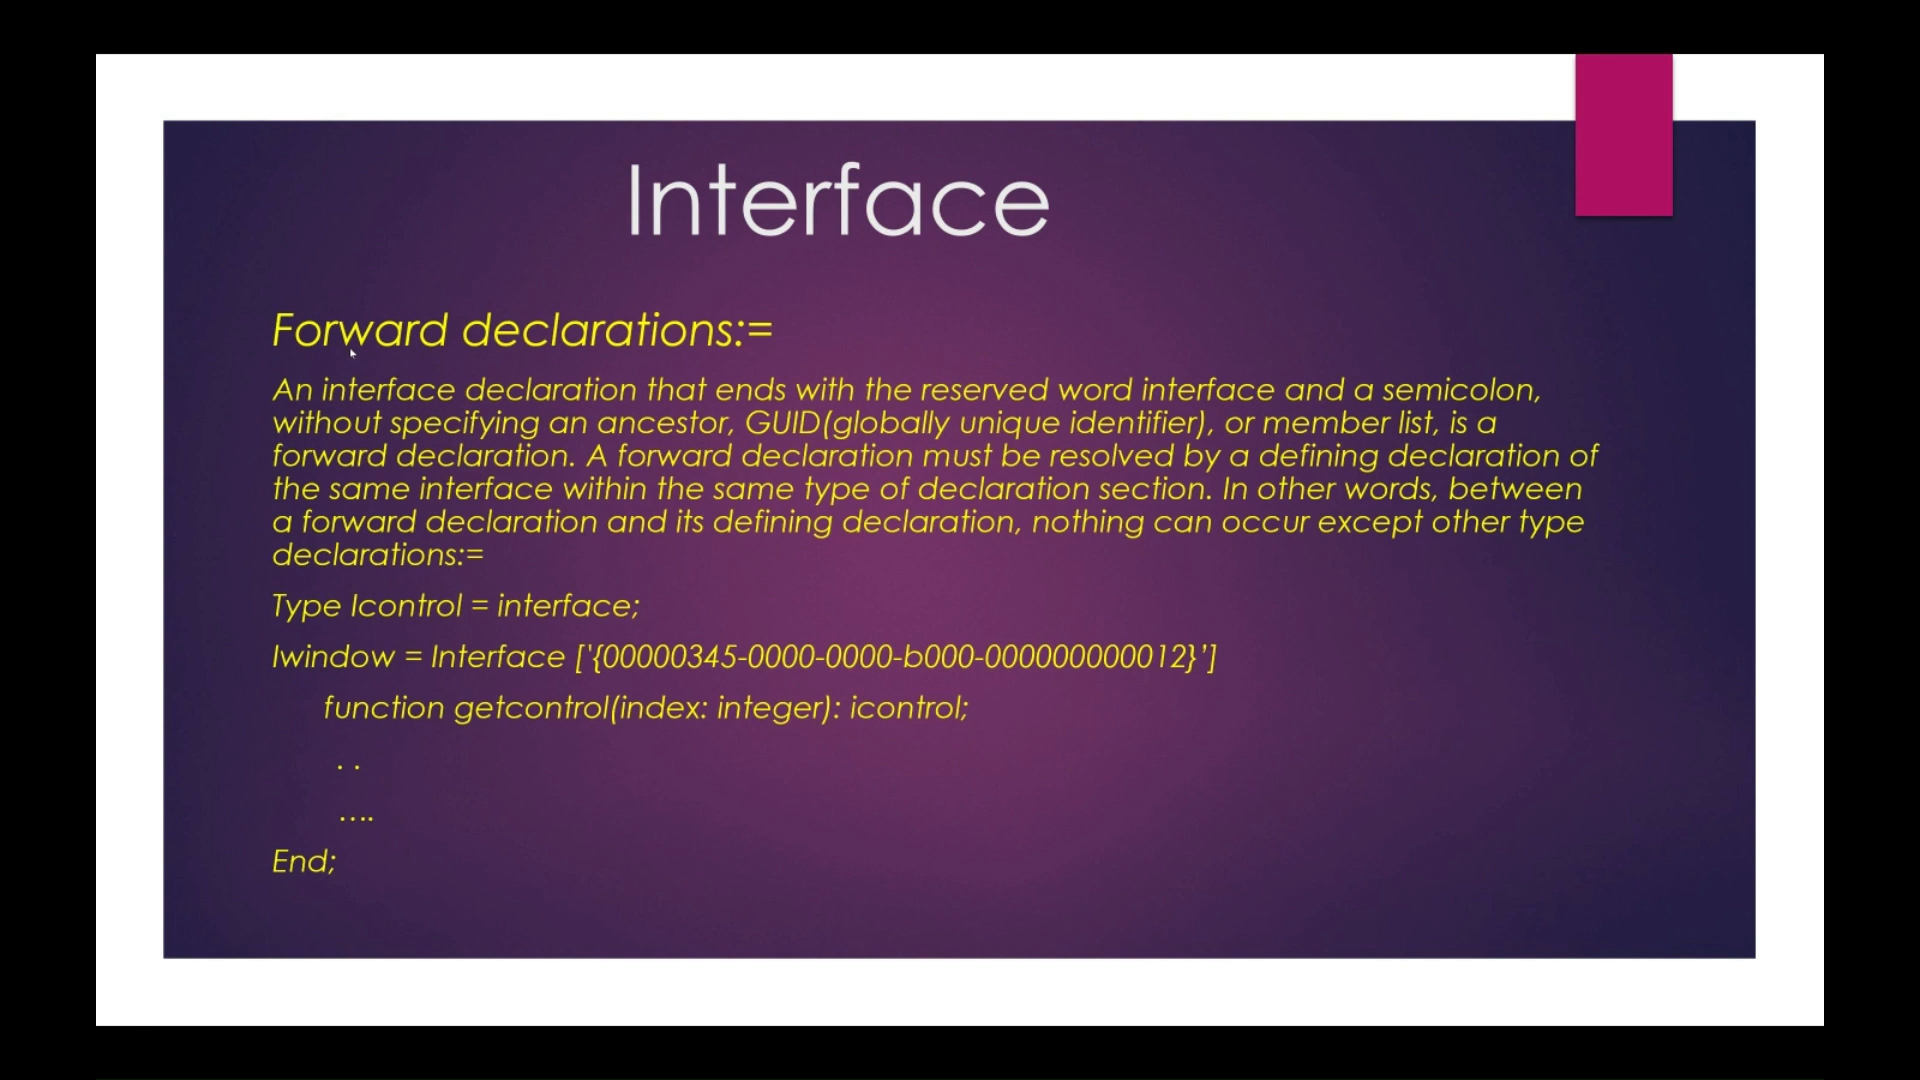 Interface
Forward declarations:=
An interface declaration that ends with the reserved word interface and a semicolon,
without specifying an ancestor, GUID(globally unique identifier), or member list, is a
forward declaration. A forward declaration must be resolved by a defining declaration of
the same interface within the same type of declaration section. In other words, between
a forward declaration and its defining declaration, nothing can occur except other type
declarations:=
Type Icontrol = interface;
Iwindow = Interface ['{00000345-0000-0000-b000-000000000012}’]
function getcontrol(index: integer): icontrol;
. .
….
End;